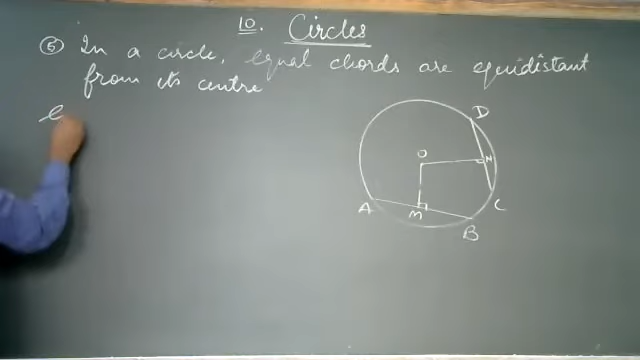 10. Circles
⑤ In a circle, equal chords are equidistant
from its centre
D
O
N
A
M
C
B